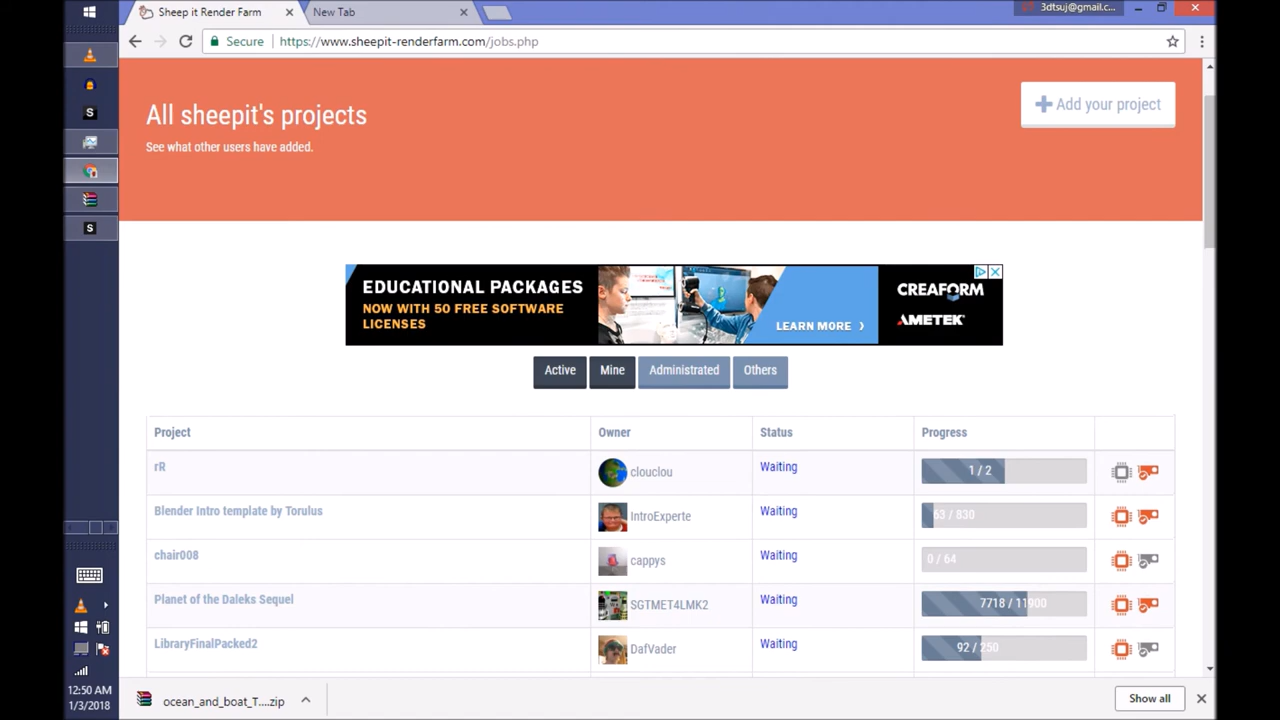 Sheep it Render Farm
New Tab
3dtsuj@gmail.c...
Secure
https://www.sheepit-renderfarm.com/jobs.php
All sheepit's projects
See what other users have added.
Add your project
EDUCATIONAL PACKAGES
NOW WITH 50 FREE SOFTWARE
LICENSES
LEARN MORE
CREAFORM
AMETEK
Active
Mine
Administrated
Others
Project Owner Status Progress
rR clouclou Waiting 1 / 2
Blender Intro template by Torulus IntroExperte Waiting 63 / 830
chair008 cappys Waiting 0 / 64
Planet of the Daleks Sequel SGTMET4LMK2 Waiting 7718 / 11900
LibraryFinalPacked2 DafVader Waiting 92 / 250
12:50 AM
1/3/2018
ocean_and_boat_T....zip
Show all